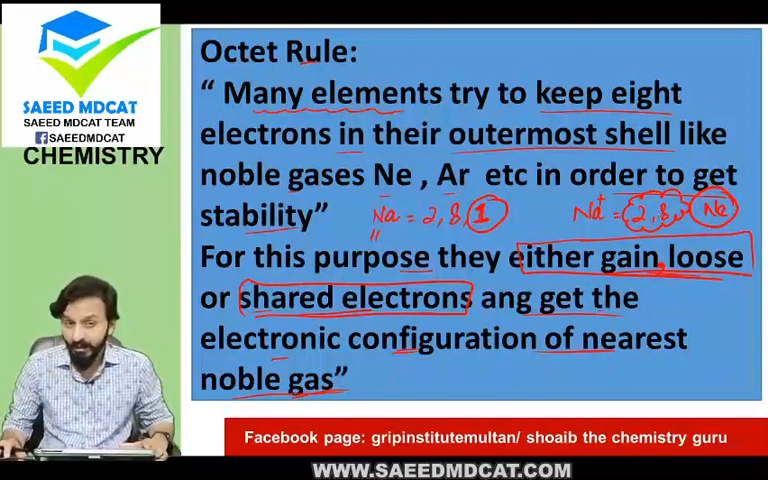 SAEED MDCAT
SAEED MDCAT TEAM
SAEEDMDCAT
CHEMISTRY
Octet Rule:
“ Many elements try to keep eight
electrons in their outermost shell like
noble gases Ne , Ar etc in order to get
stability”
Na = 2, 8, 1
Na⁺ = 2, 8, Ne
For this purpose they either gain, loose
or shared electrons ang get the
electronic configuration of nearest
noble gas”
Facebook page: gripinstitutemultan/ shoaib the chemistry guru
WWW.SAEEDMDCAT.COM